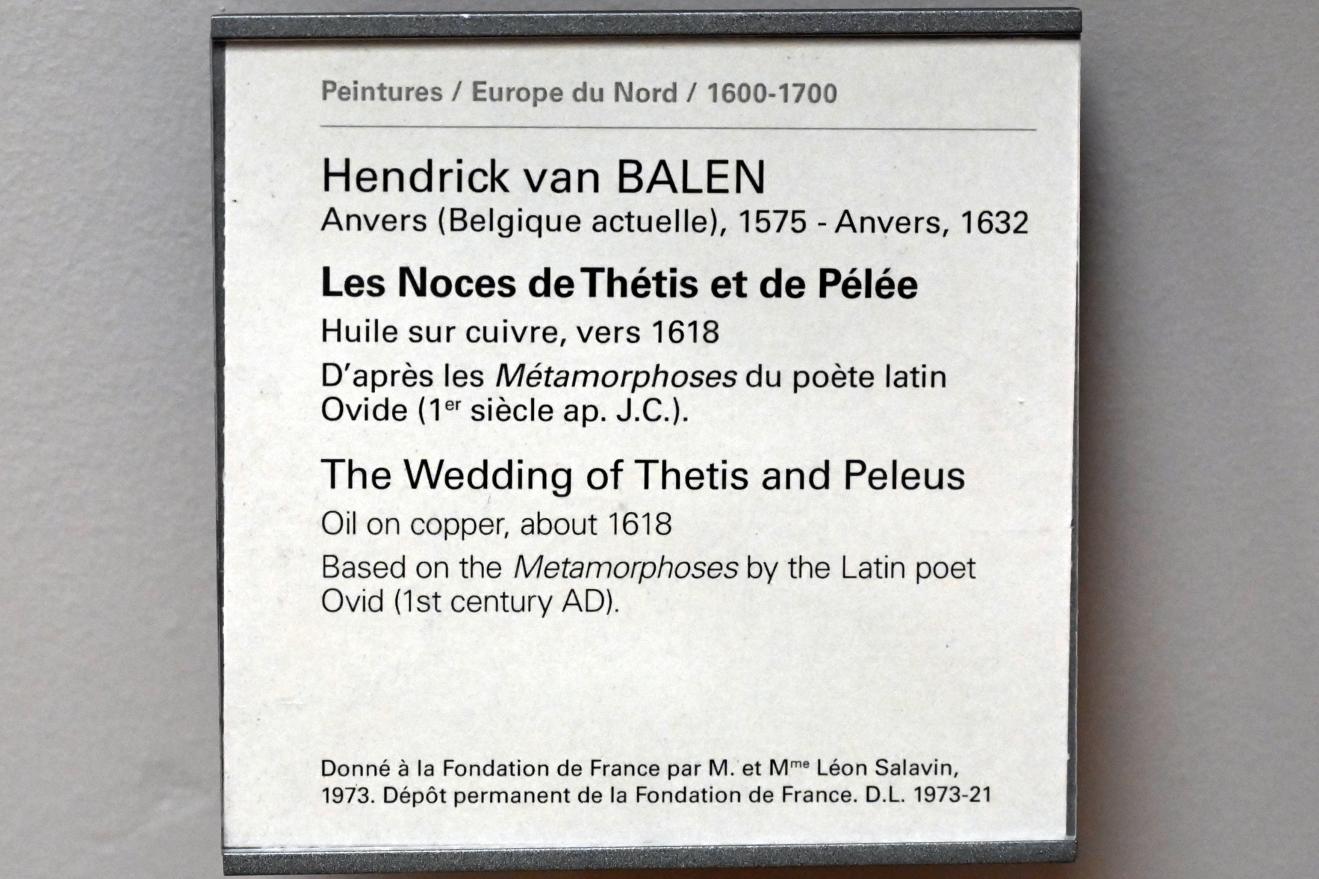 Peintures / Europe du Nord / 1600-1700
Hendrick van BALEN
Anvers (Belgique actuelle), 1575 - Anvers, 1632
Les Noces de Thétis et de Pélée
Huile sur cuivre, vers 1618
D'après les Métamorphoses du poète latin
Ovide (1er siècle ap. J.C.).
The Wedding of Thetis and Peleus
Oil on copper, about 1618
Based on the Metamorphoses by the Latin poet
Ovid (1st century AD).
Donné à la Fondation de France par M. et Mme Léon Salavin,
1973. Dépôt permanent de la Fondation de France. D.L. 1973-21